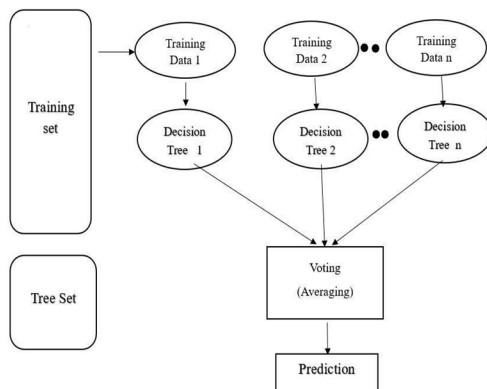 Training
set
Training
Data 1
Training
Data 2
Training
Data n
Decision
Tree 1
Decision
Tree 2
Decision
Tree n
Tree Set
Voting
(Averaging)
Prediction